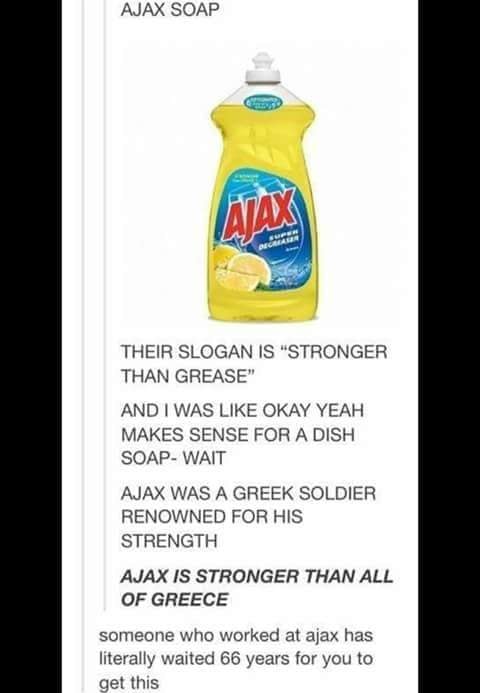 AJAX SOAP
AJAX
SUPER
DEGREASER
THEIR SLOGAN IS “STRONGER
THAN GREASE”
AND I WAS LIKE OKAY YEAH
MAKES SENSE FOR A DISH
SOAP- WAIT
AJAX WAS A GREEK SOLDIER
RENOWNED FOR HIS
STRENGTH
AJAX IS STRONGER THAN ALL
OF GREECE
someone who worked at ajax has
literally waited 66 years for you to
get this